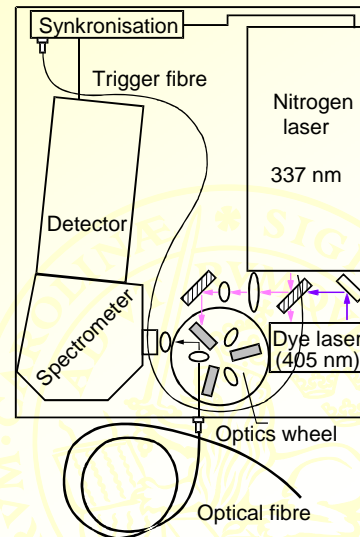 Synkronisation
Trigger fibre
Nitrogen
laser
337 nm
Detector
Spectrometer
Dye laser
(405 nm)
Optics wheel
Optical fibre